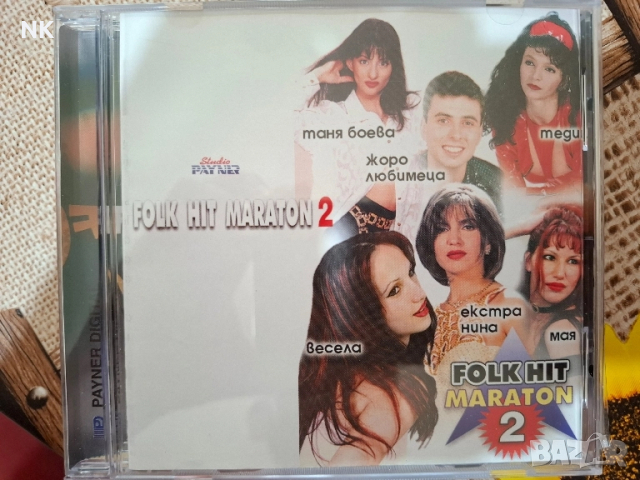 NK
таня боева
теди
жоро
любимеца
Studio
PAYNER
FOLK HIT MARATON 2
екстра
нина
мая
весела
FOLK HIT
MARATON
2
PAYNER DIGI
BAZAR